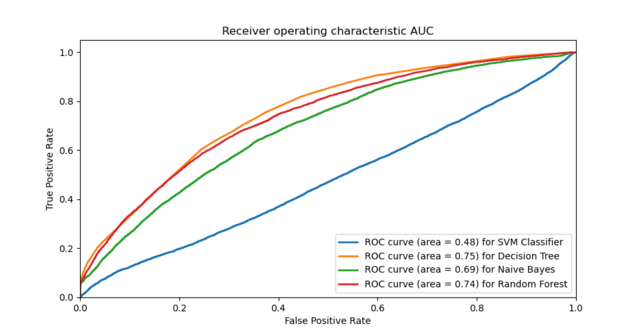 Receiver operating characteristic AUC
1.0
0.8
0.6
0.4
0.2
0.0
True Positive Rate
ROC curve (area = 0.48) for SVM Classifier
ROC curve (area = 0.75) for Decision Tree
ROC curve (area = 0.69) for Naive Bayes
ROC curve (area = 0.74) for Random Forest
0.0 0.2 0.4 0.6 0.8 1.0
False Positive Rate